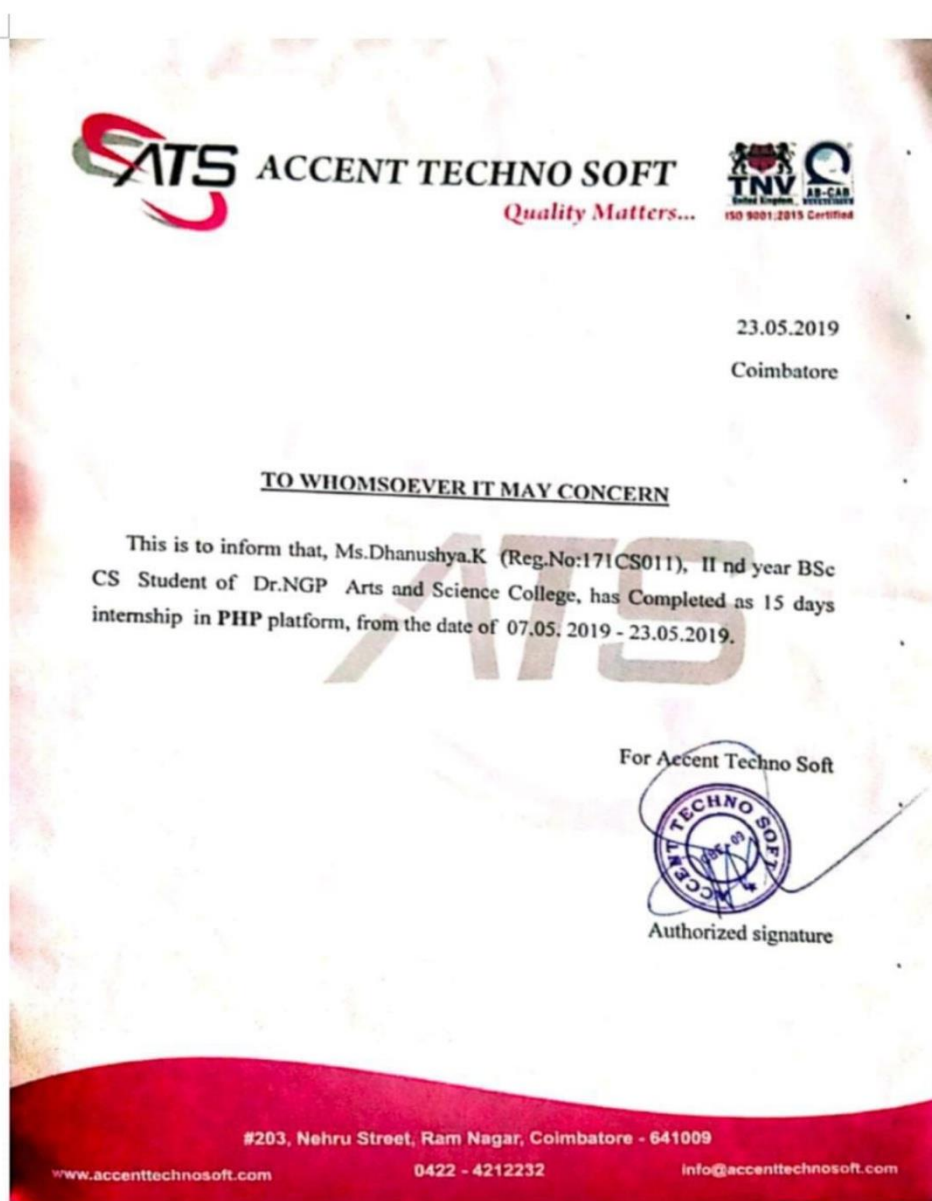 ATS ACCENT TECHNO SOFT
Quality Matters...
TNV
United Kingdom
AB-CAB
ISO 9001:2015 Certified
23.05.2019
Coimbatore
TO WHOMSOEVER IT MAY CONCERN
This is to inform that, Ms.Dhanushya.K (Reg.No:171CS011), II nd year BSc
CS Student of Dr.NGP Arts and Science College, has Completed as 15 days
internship in PHP platform, from the date of 07.05. 2019 - 23.05.2019.
ATS
For Accent Techno Soft
ACCENT TECHNO SOFT
Authorized signature
#203, Nehru Street, Ram Nagar, Coimbatore - 641009
www.accenttechnosoft.com 0422 - 4212232 info@accenttechnosoft.com